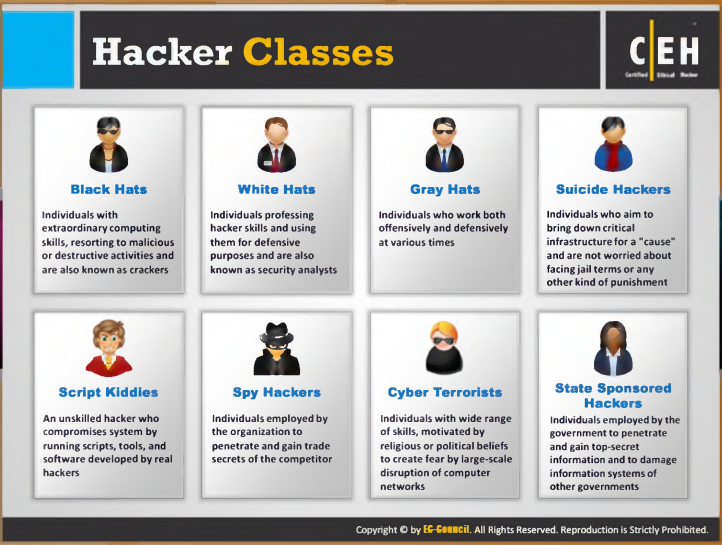 Hacker Classes
C|EH
Certified Ethical Hacker
Black Hats
Individuals with
extraordinary computing
skills, resorting to malicious
or destructive activities and
are also known as crackers
White Hats
Individuals professing
hacker skills and using
them for defensive
purposes and are also
known as security analysts
Gray Hats
Individuals who work both
offensively and defensively
at various times
Suicide Hackers
Individuals who aim to
bring down critical
infrastructure for a "cause"
and are not worried about
facing jail terms or any
other kind of punishment
Script Kiddies
An unskilled hacker who
compromises system by
running scripts, tools, and
software developed by real
hackers
Spy Hackers
Individuals employed by
the organization to
penetrate and gain trade
secrets of the competitor
Cyber Terrorists
Individuals with wide range
of skills, motivated by
religious or political beliefs
to create fear by large-scale
disruption of computer
networks
State Sponsored
Hackers
Individuals employed by the
government to penetrate
and gain top-secret
information and to damage
information systems of
other governments
Copyright © by EC-Council. All Rights Reserved. Reproduction is Strictly Prohibited.